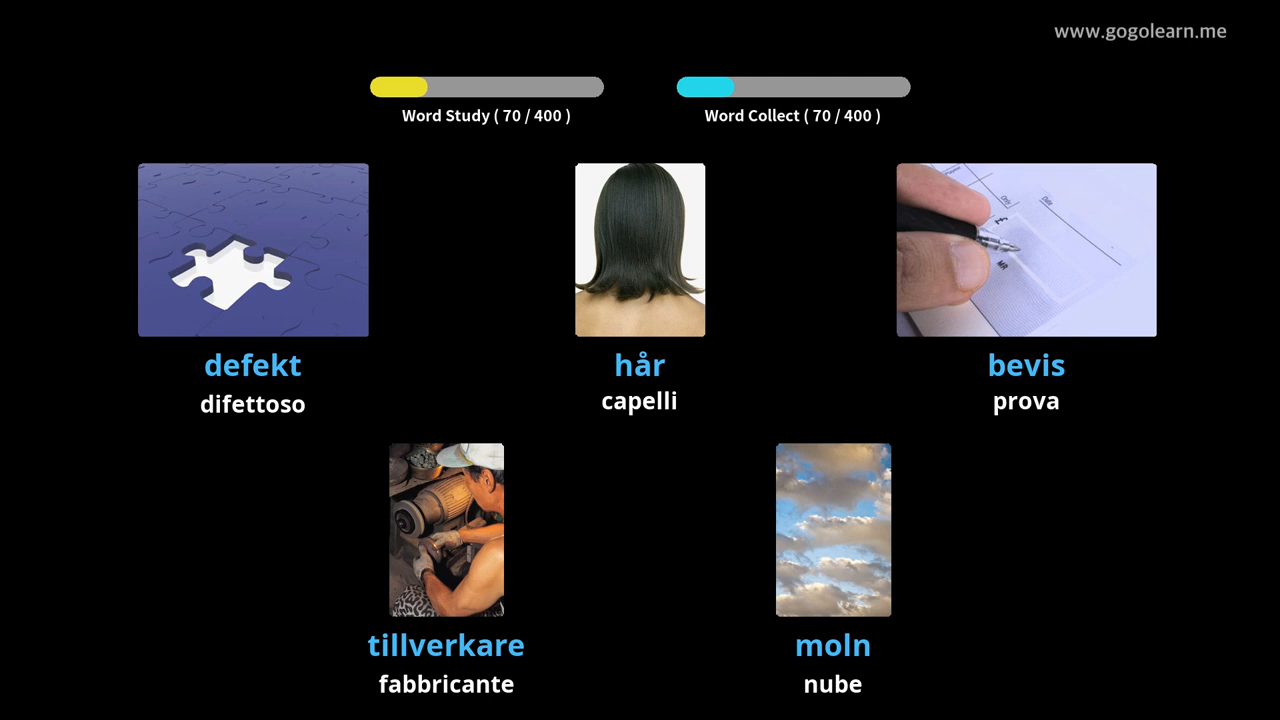 www.gogolearn.me
Word Study ( 70 / 400 )
Word Collect ( 70 / 400 )
defekt
difettoso
hår
capelli
bevis
prova
tillverkare
fabbricante
moln
nube